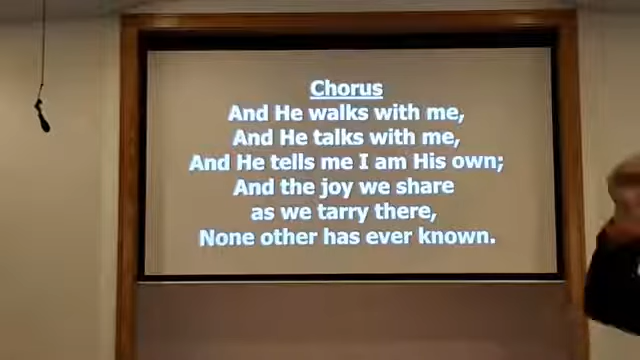 Chorus
And He walks with me,
And He talks with me,
And He tells me I am His own;
And the joy we share
as we tarry there,
None other has ever known.